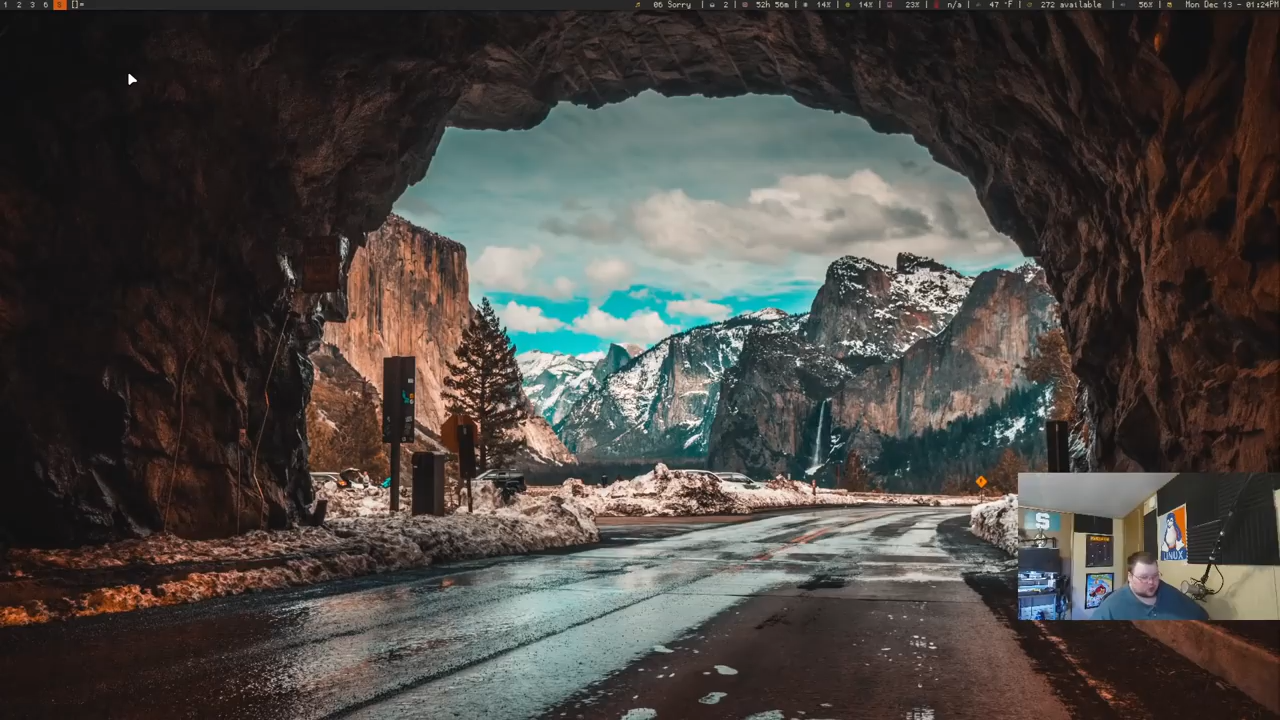 1 2 3 6 5 []= 06 Sorry | 2 | 52h 56m | 14% | 14% | 23% | n/a | 47 °F | 272 available | 56% | Mon Dec 13 - 01:24PM
S
LINUX